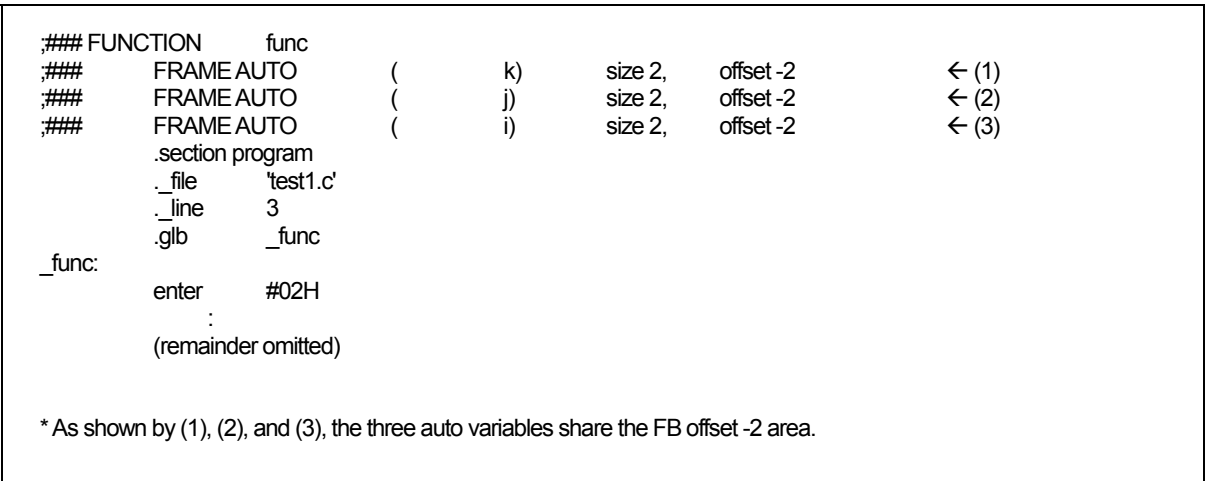 ;### FUNCTION func
;### FRAME AUTO ( k) size 2, offset -2 ← (1)
;### FRAME AUTO ( j) size 2, offset -2 ← (2)
;### FRAME AUTO ( i) size 2, offset -2 ← (3)
.section program
._file 'test1.c'
._line 3
.glb _func
_func:
enter #02H
:
(remainder omitted)
* As shown by (1), (2), and (3), the three auto variables share the FB offset -2 area.